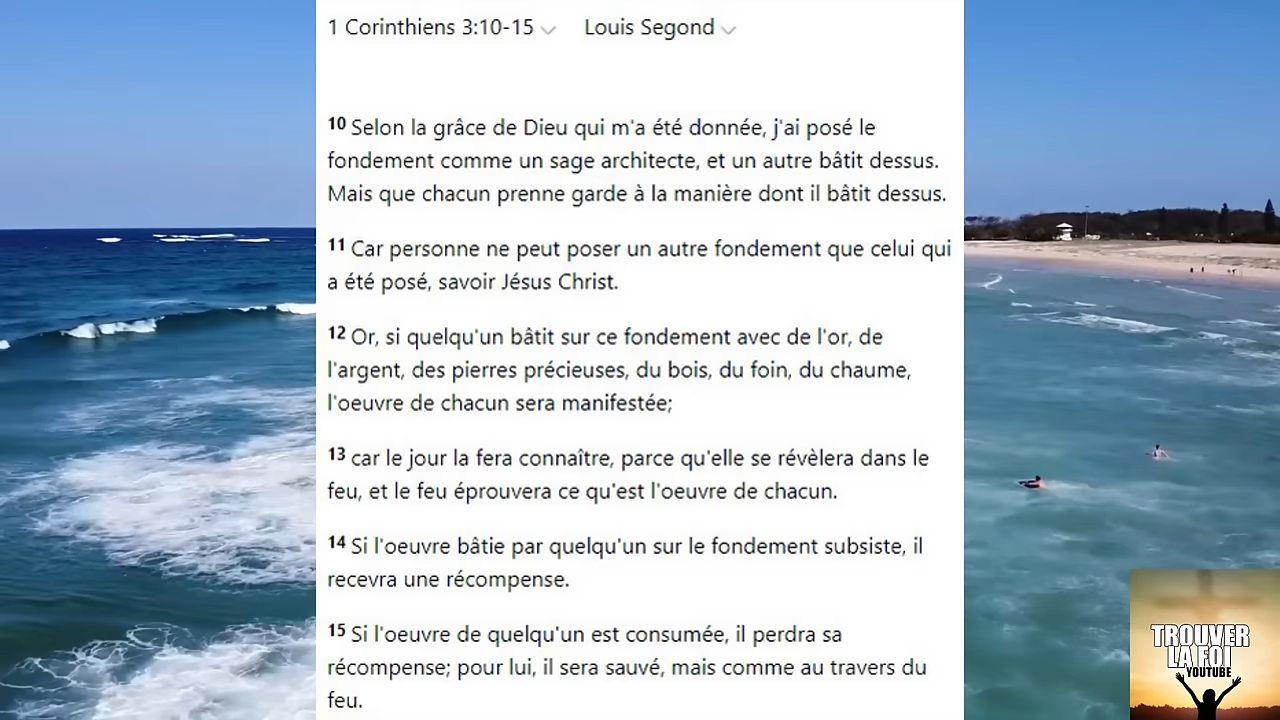 1 Corinthiens 3:10-15 Louis Segond
10 Selon la grâce de Dieu qui m'a été donnée, j'ai posé le
fondement comme un sage architecte, et un autre bâtit dessus.
Mais que chacun prenne garde à la manière dont il bâtit dessus.
11 Car personne ne peut poser un autre fondement que celui qui
a été posé, savoir Jésus Christ.
12 Or, si quelqu'un bâtit sur ce fondement avec de l'or, de
l'argent, des pierres précieuses, du bois, du foin, du chaume,
l'oeuvre de chacun sera manifestée;
13 car le jour la fera connaître, parce qu'elle se révèlera dans le
feu, et le feu éprouvera ce qu'est l'oeuvre de chacun.
14 Si l'oeuvre bâtie par quelqu'un sur le fondement subsiste, il
recevra une récompense.
15 Si l'oeuvre de quelqu'un est consumée, il perdra sa
récompense; pour lui, il sera sauvé, mais comme au travers du
feu.
TROUVER
LA FOI
YOUTUBE